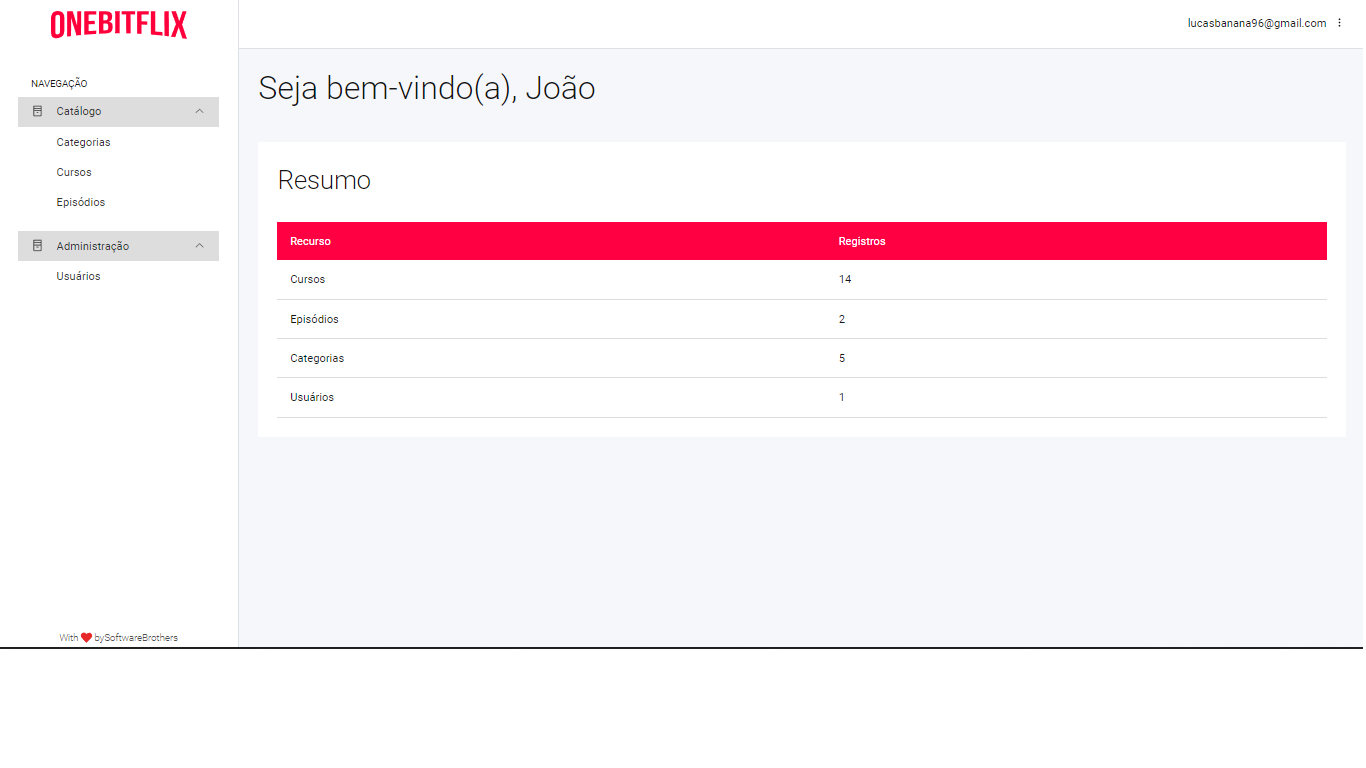 ONEBITFLIX
lucasbanana96@gmail.com
NAVEGAÇÃO
Catálogo
Categorias
Cursos
Episódios
Administração
Usuários
With ❤ bySoftwareBrothers
Seja bem-vindo(a), João
Resumo
Recurso Registros
Cursos 14
Episódios 2
Categorias 5
Usuários 1